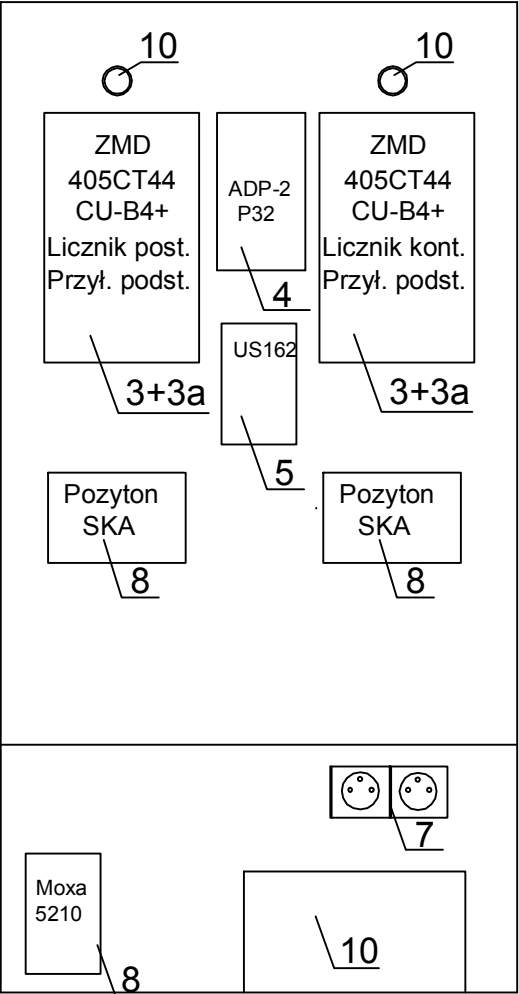 10
10
ZMD
405CT44
CU-B4+
Licznik post.
Przył. podst.
ADP-2
P32
ZMD
405CT44
CU-B4+
Licznik kont.
Przył. podst.
4
US162
3+3a
3+3a
5
Pozyton
SKA
Pozyton
SKA
8
8
7
Moxa
5210
10
8